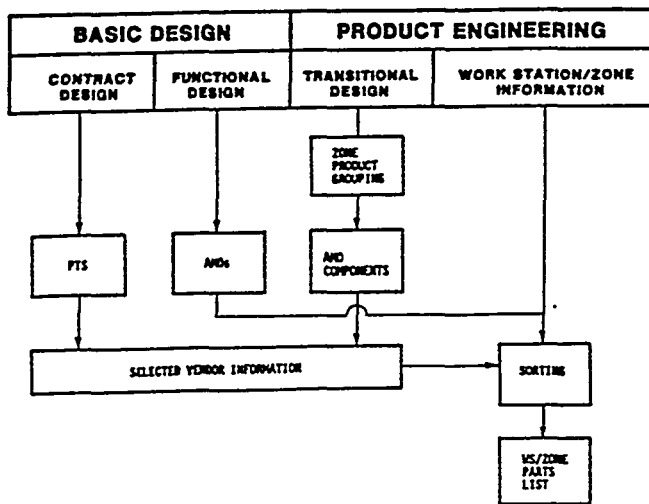 BASIC DESIGN
PRODUCT ENGINEERING
CONTRACT
DESIGN
FUNCTIONAL
DESIGN
TRANSITIONAL
DESIGN
WORK STATION/ZONE
INFORMATION
ZONE
PRODUCT
GROUPING
PTS
AMDs
AMD
COMPONENTS
SELECTED VENDOR INFORMATION
SORTING
WS/ZONE
PARTS
LIST